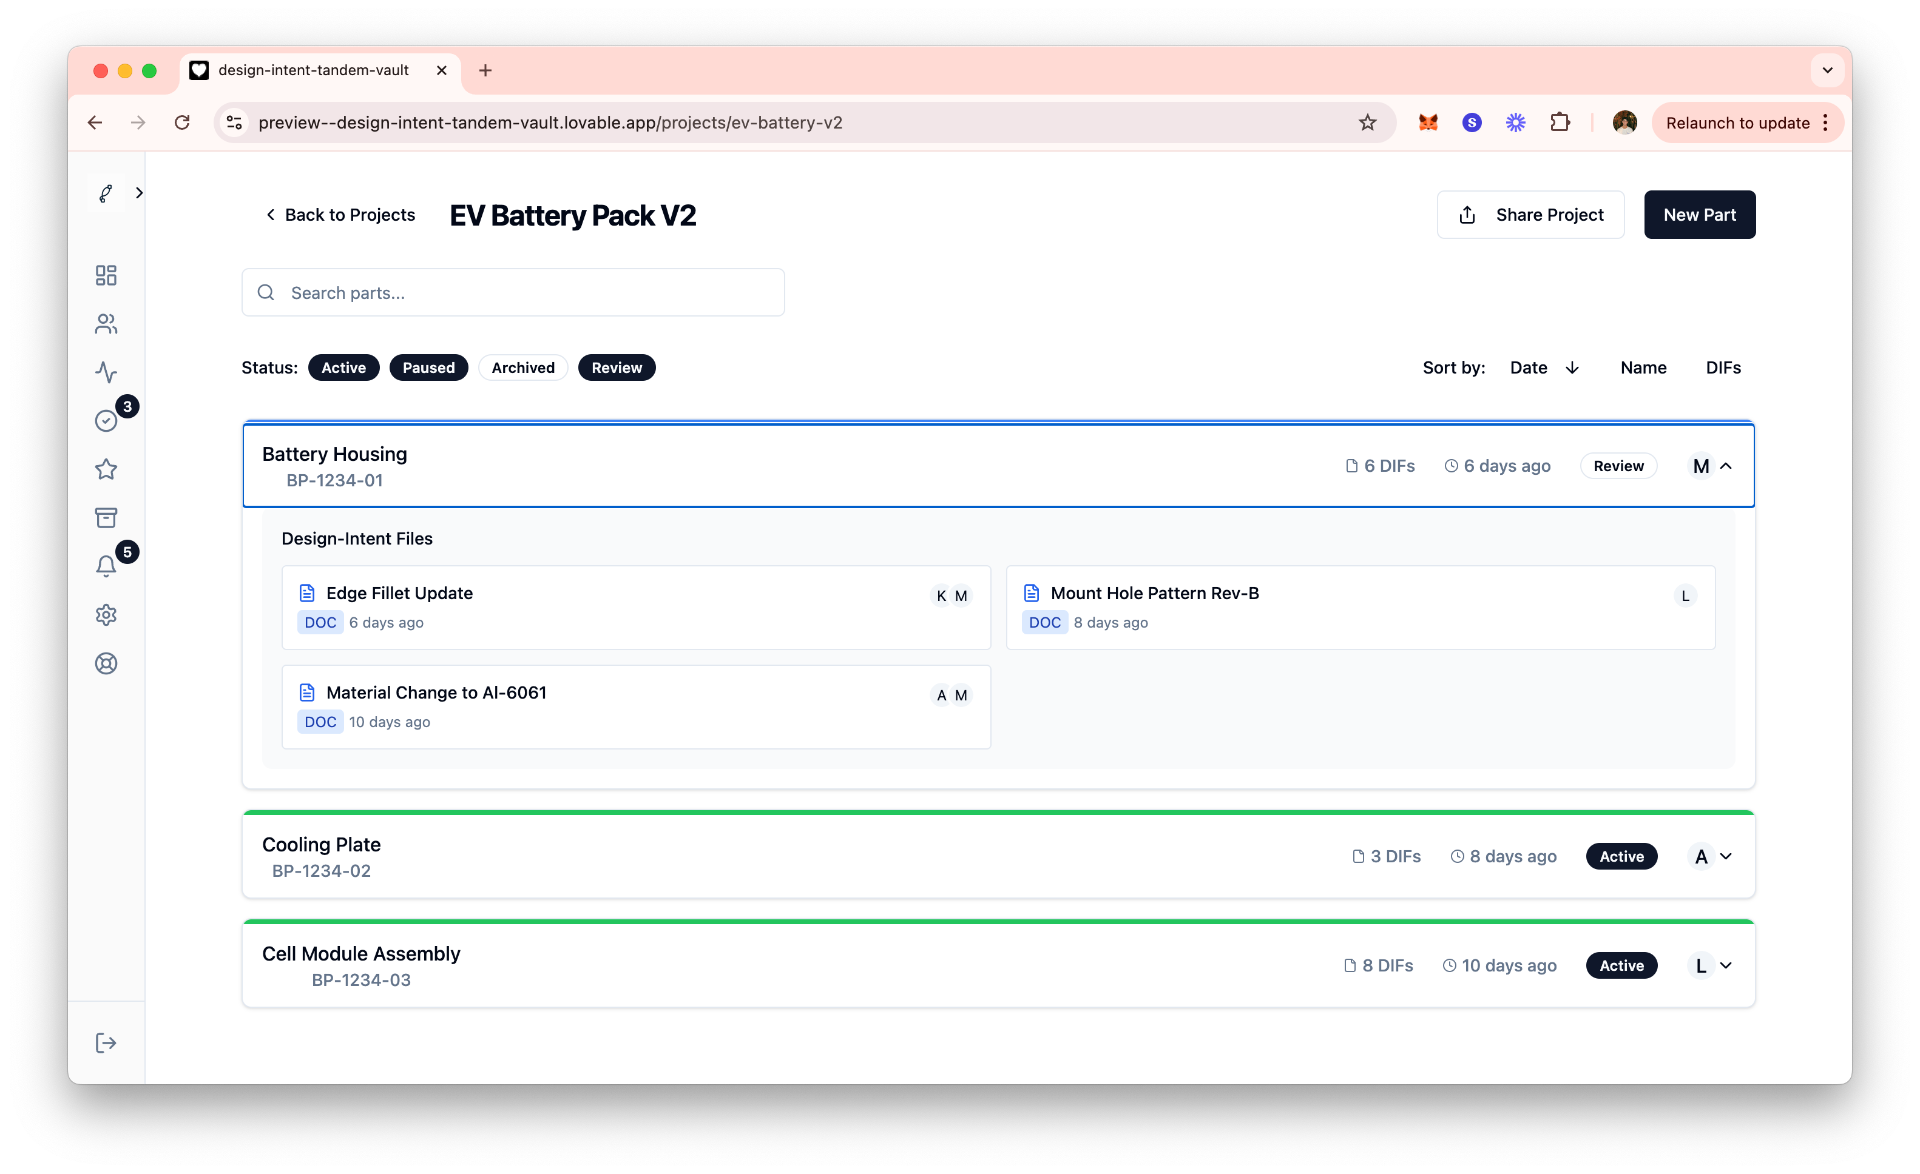 design-intent-tandem-vault
preview--design-intent-tandem-vault.lovable.app/projects/ev-battery-v2
S
Relaunch to update
Back to Projects
EV Battery Pack V2
Share Project
New Part
Search parts...
Status: Active Paused Archived Review
Sort by: Date Name DIFs
3
5
Battery Housing
BP-1234-01
6 DIFs
6 days ago
Review
M
Design-Intent Files
Edge Fillet Update
K M
DOC 6 days ago
Mount Hole Pattern Rev-B
L
DOC 8 days ago
Material Change to Al-6061
A M
DOC 10 days ago
Cooling Plate
BP-1234-02
3 DIFs
8 days ago
Active
A
Cell Module Assembly
BP-1234-03
8 DIFs
10 days ago
Active
L